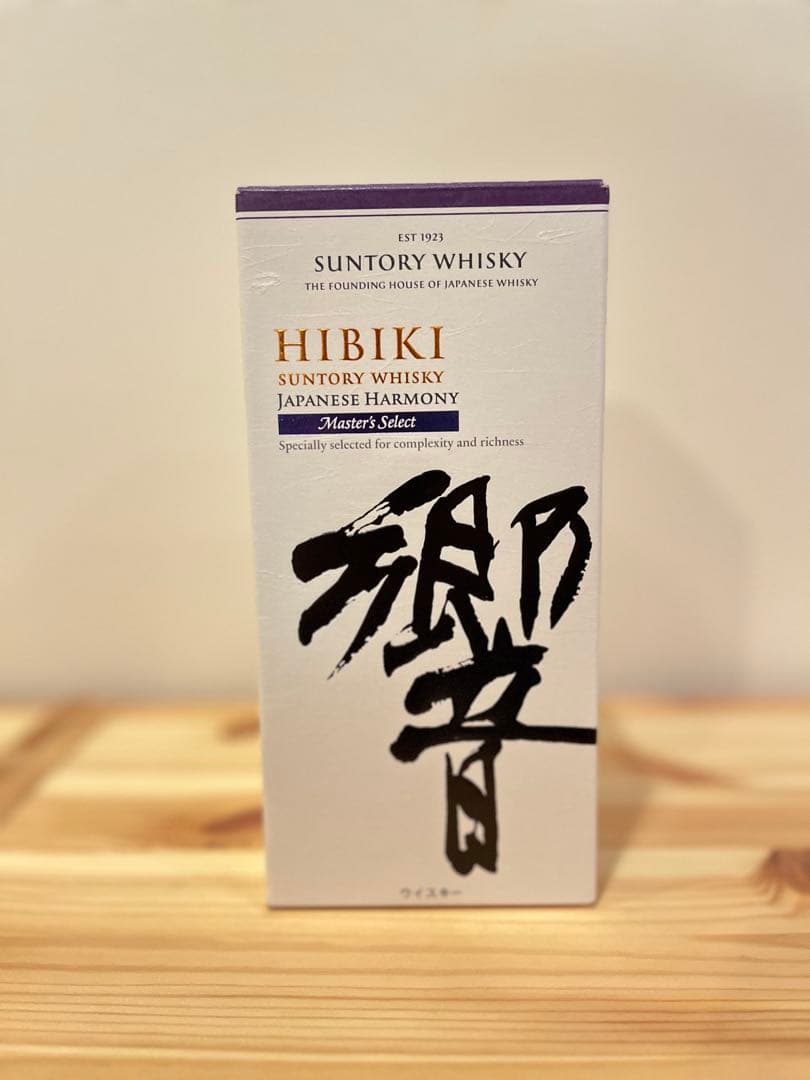 EST 1923
SUNTORY WHISKY
THE FOUNDING HOUSE OF JAPANESE WHISKY
HIBIKI
SUNTORY WHISKY
JAPANESE HARMONY
Master's Select
Specially selected for complexity and richness
響
ウイスキー